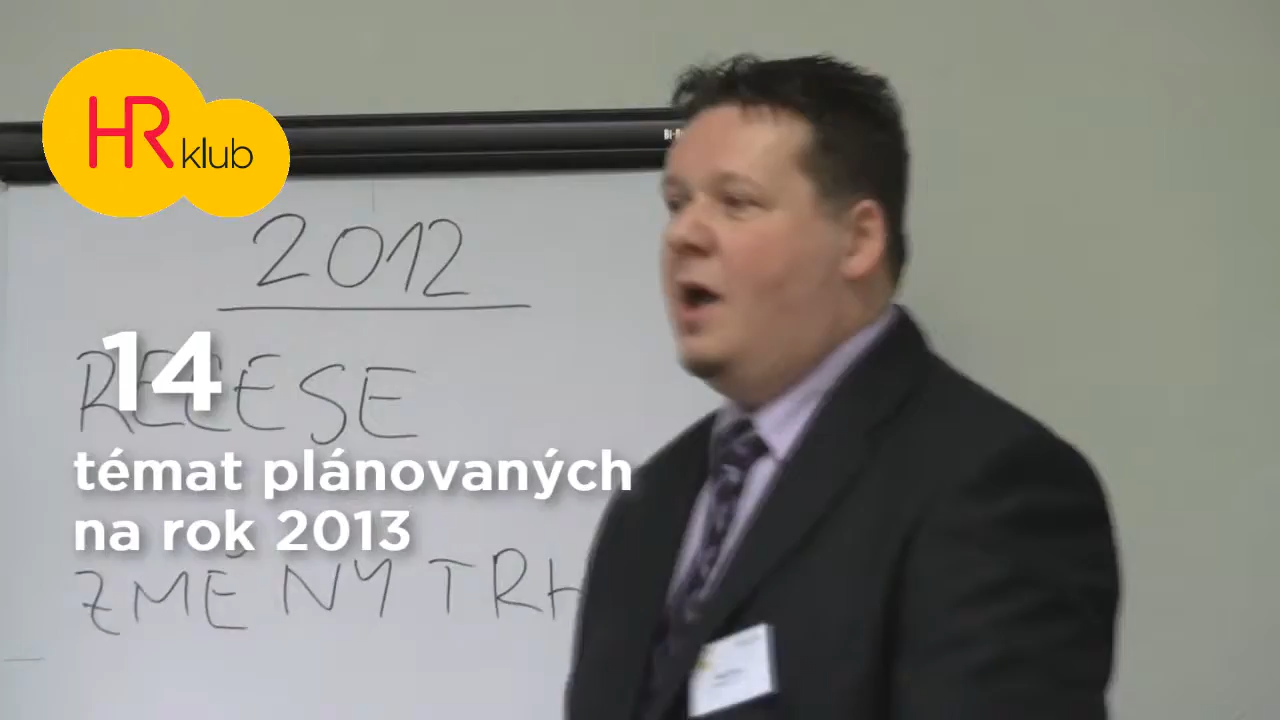 HR klub
2012
RECESE
14
témat plánovaných
na rok 2013
ZMĚNY TRH